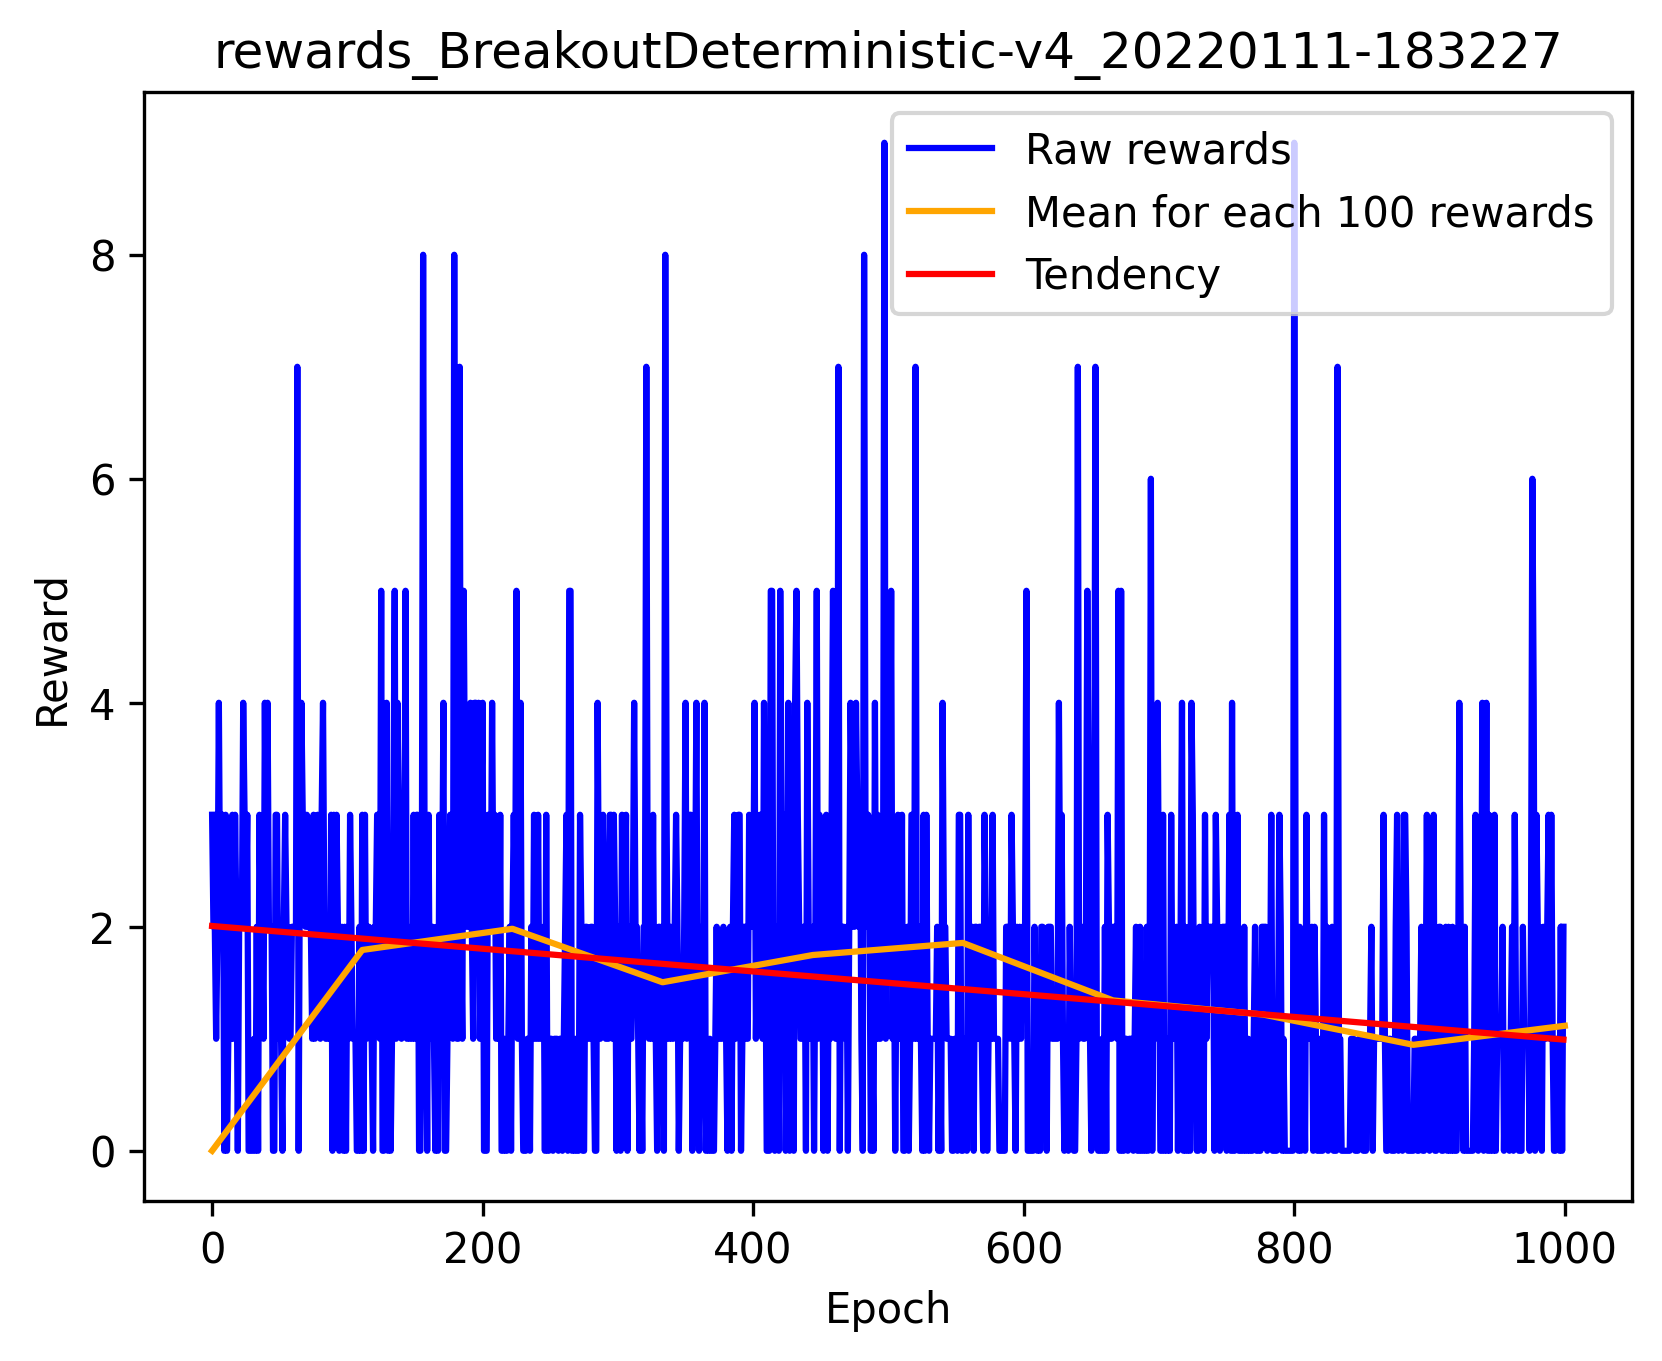 rewards_BreakoutDeterministic-v4_20220111-183227
Raw rewards
Mean for each 100 rewards
Tendency
8
6
4
2
0
Reward
0 200 400 600 800 1000
Epoch